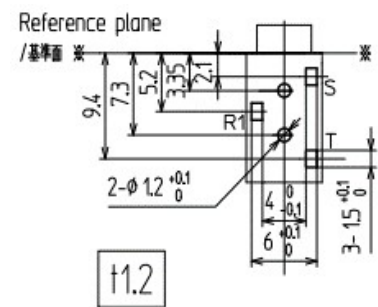 Reference plane
/基準面 ※ ※
9.4
7.3
5.2
3.35
2.1
S
R1
T
2-ϕ1.2 +0.1 0
4 0 -0.1
6 +0.1 0
3-1.5 +0.1 0
t1.2